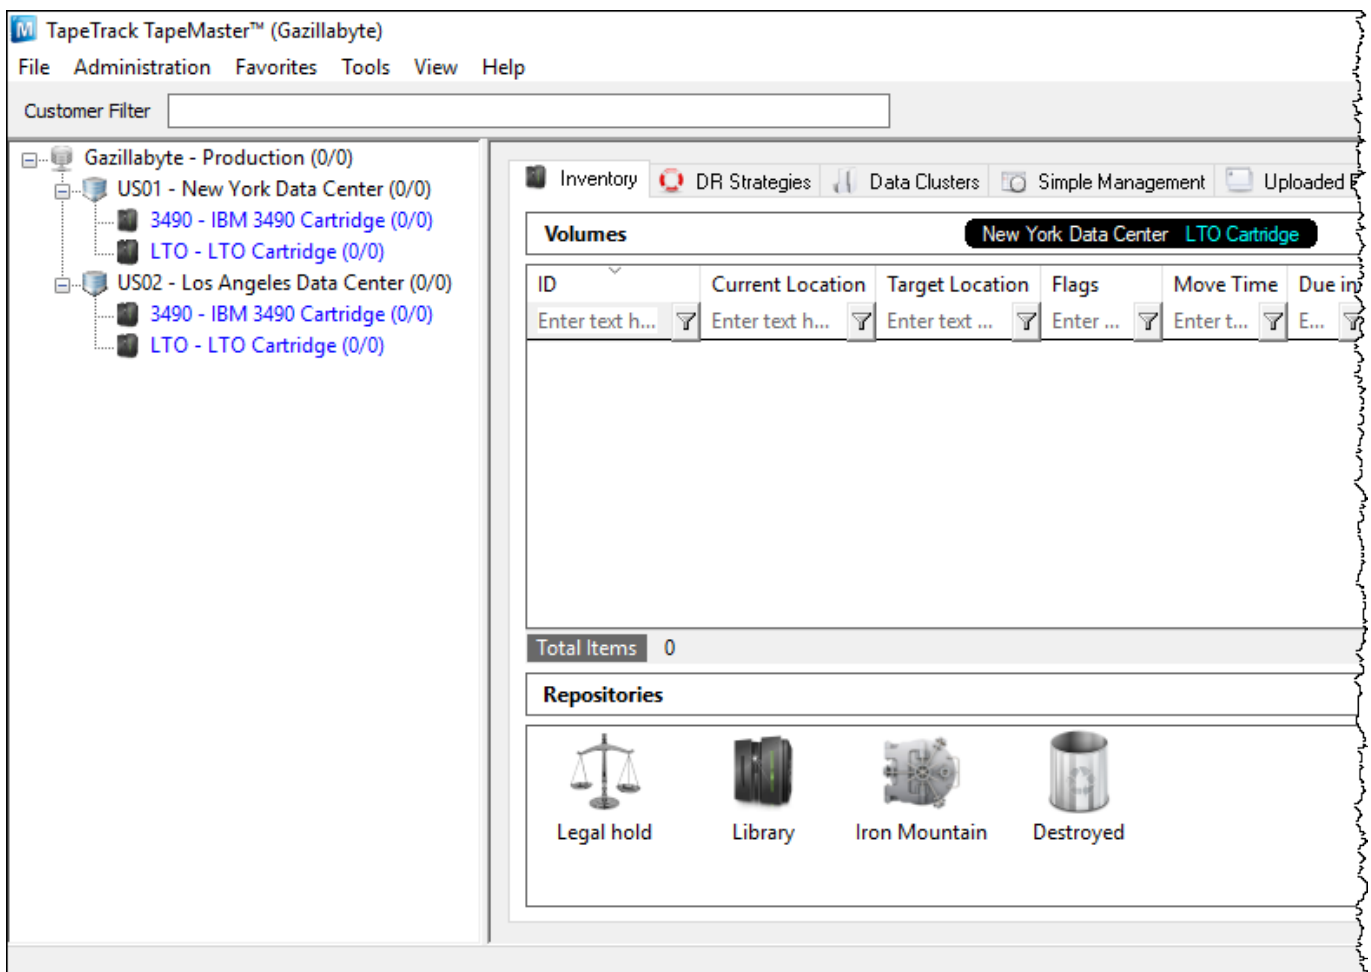 TapeTrack TapeMaster™ (Gazillabyte)
File Administration Favorites Tools View Help
Customer Filter
Gazillabyte - Production (0/0)
US01 - New York Data Center (0/0)
3490 - IBM 3490 Cartridge (0/0)
LTO - LTO Cartridge (0/0)
US02 - Los Angeles Data Center (0/0)
3490 - IBM 3490 Cartridge (0/0)
LTO - LTO Cartridge (0/0)
Inventory DR Strategies Data Clusters Simple Management Uploaded
Volumes New York Data Center LTO Cartridge
ID Current Location Target Location Flags Move Time Due in
Enter text h... Enter text h... Enter text ... Enter ... Enter t... E...
Total Items 0
Repositories
Legal hold Library Iron Mountain Destroyed